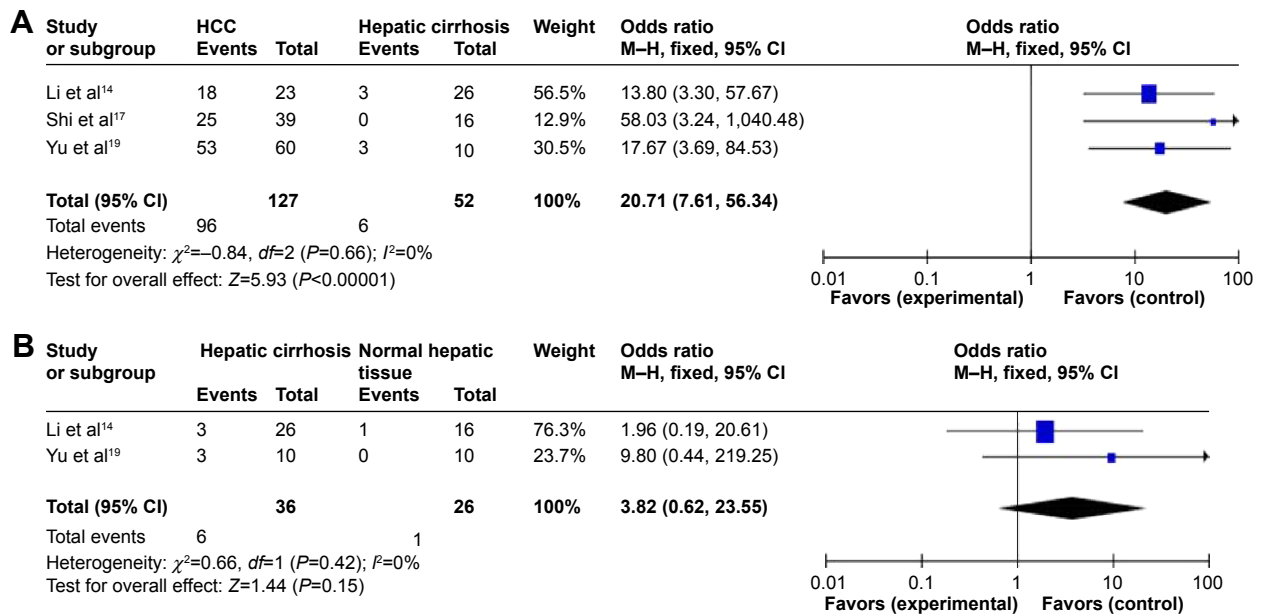 A Study HCC Hepatic cirrhosis Weight Odds ratio Odds ratio
or subgroup Events Total Events Total M–H, fixed, 95% CI M–H, fixed, 95% CI
Li et al¹⁴ 18 23 3 26 56.5% 13.80 (3.30, 57.67)
Shi et al¹⁷ 25 39 0 16 12.9% 58.03 (3.24, 1,040.48)
Yu et al¹⁹ 53 60 3 10 30.5% 17.67 (3.69, 84.53)
Total (95% CI) 127 52 100% 20.71 (7.61, 56.34)
Total events 96 6
Heterogeneity: χ²=–0.84, df=2 (P=0.66); I²=0%
Test for overall effect: Z=5.93 (P<0.00001)
0.01 0.1 1 10 100
Favors (experimental) Favors (control)
B Study Hepatic cirrhosis Normal hepatic Weight Odds ratio Odds ratio
or subgroup tissue M–H, fixed, 95% CI M–H, fixed, 95% CI
Events Total Events Total
Li et al¹⁴ 3 26 1 16 76.3% 1.96 (0.19, 20.61)
Yu et al¹⁹ 3 10 0 10 23.7% 9.80 (0.44, 219.25)
Total (95% CI) 36 26 100% 3.82 (0.62, 23.55)
Total events 6 1
Heterogeneity: χ²=0.66, df=1 (P=0.42); I²=0%
Test for overall effect: Z=1.44 (P=0.15)
0.01 0.1 1 10 100
Favors (experimental) Favors (control)